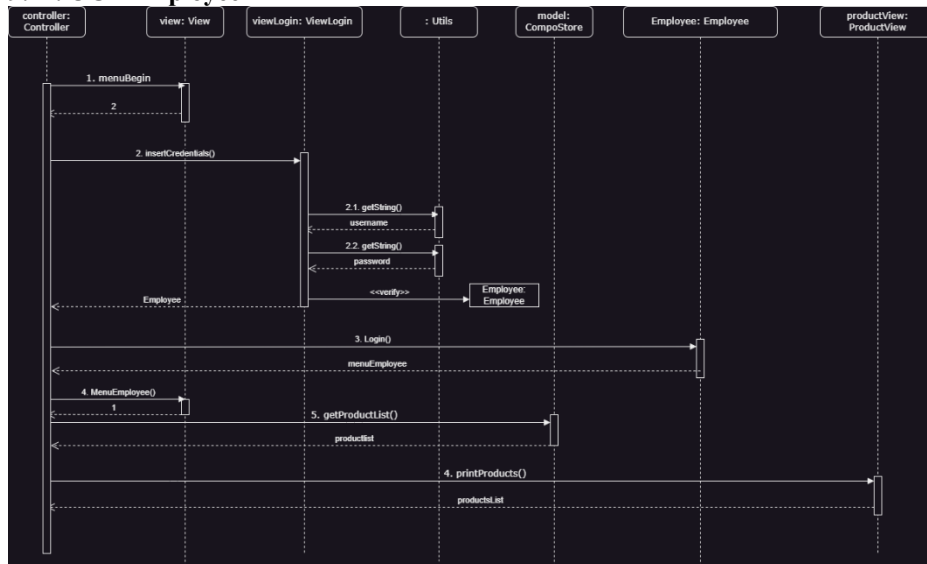 controller:
Controller
view: View
viewLogin: ViewLogin
: Utils
model:
CompoStore
Employee: Employee
productView:
ProductView
1. menuBegin
2
2. insertCredentials()
2.1. getString()
username
2.2. getString()
password
<<verify>>
Employee:
Employee
Employee
3. Login()
menuEmployee
4. MenuEmployee()
1
5. getProductList()
productlist
4. printProducts()
productsList